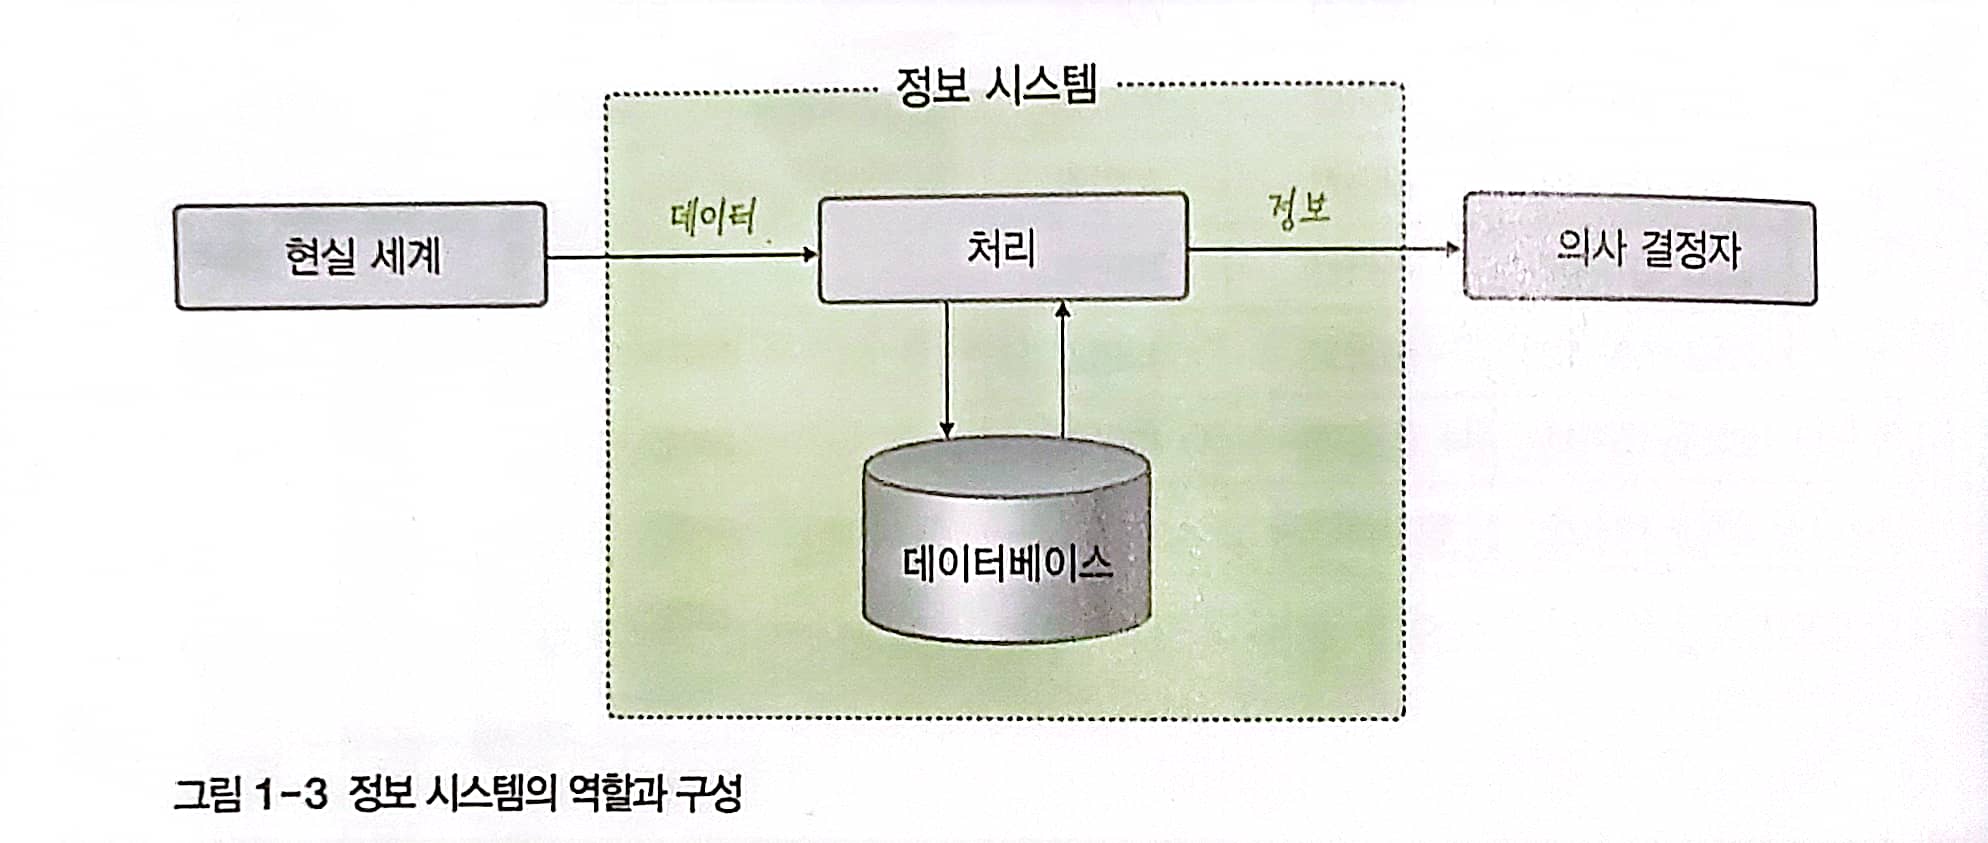 정보 시스템
데이터
정보
현실 세계
처리
의사 결정자
데이터베이스
그림 1-3 정보 시스템의 역할과 구성